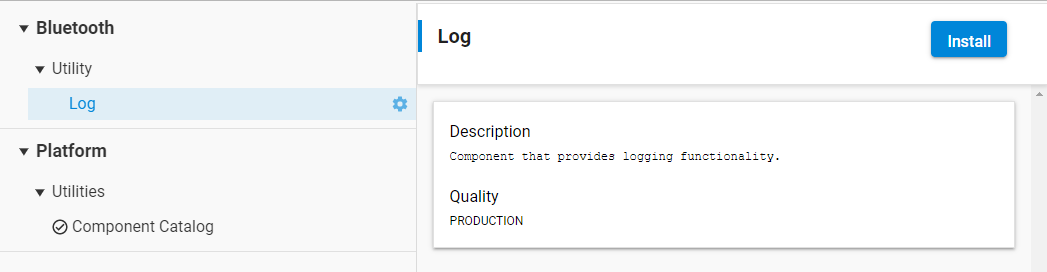 Bluetooth
Utility
Log
Platform
Utilities
Component Catalog
Log
Install
Description
Component that provides logging functionality.
Quality
PRODUCTION